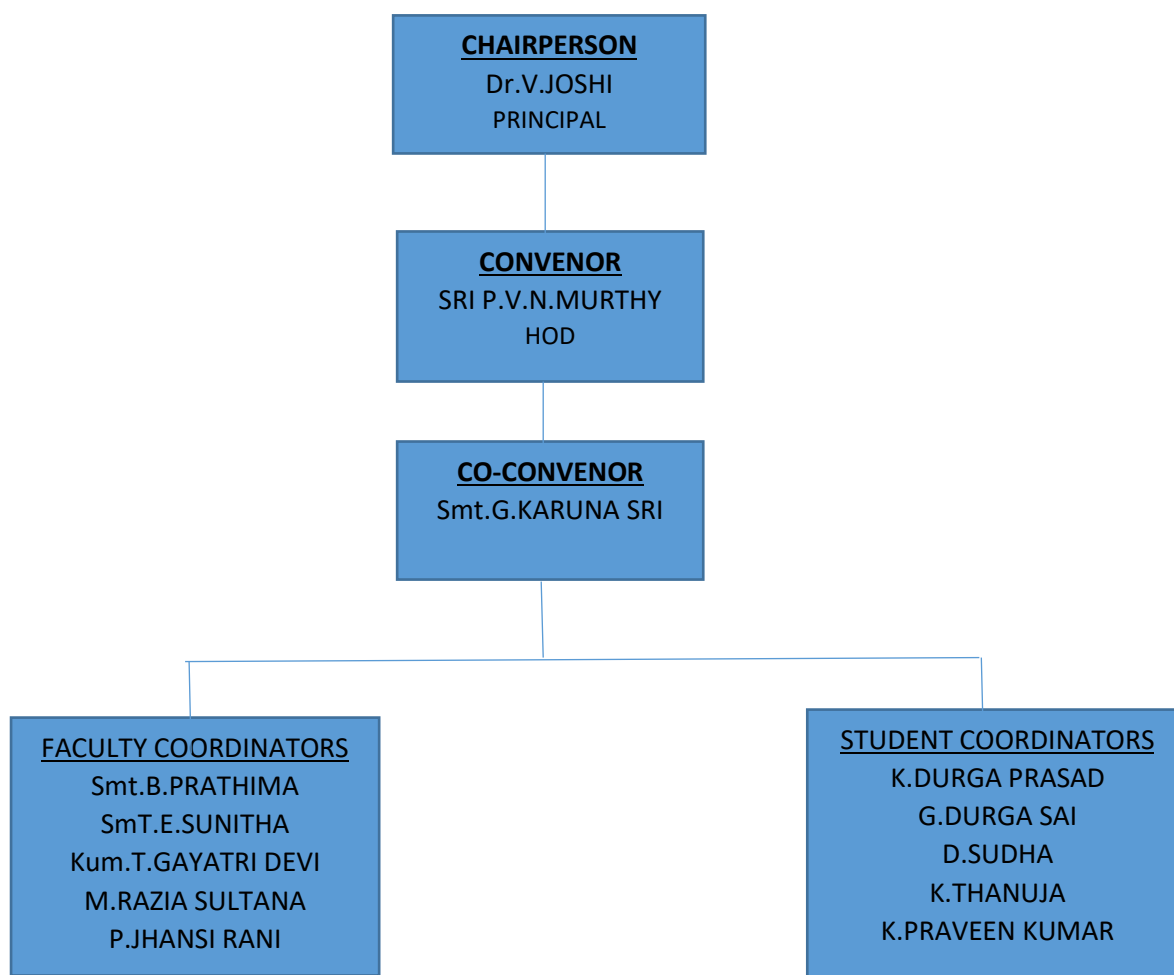 CHAIRPERSON
Dr.V.JOSHI
PRINCIPAL
CONVENOR
SRI P.V.N.MURTHY
HOD
CO-CONVENOR
Smt.G.KARUNA SRI
FACULTY COORDINATORS
Smt.B.PRATHIMA
SmT.E.SUNITHA
Kum.T.GAYATRI DEVI
M.RAZIA SULTANA
P.JHANSI RANI
STUDENT COORDINATORS
K.DURGA PRASAD
G.DURGA SAI
D.SUDHA
K.THANUJA
K.PRAVEEN KUMAR